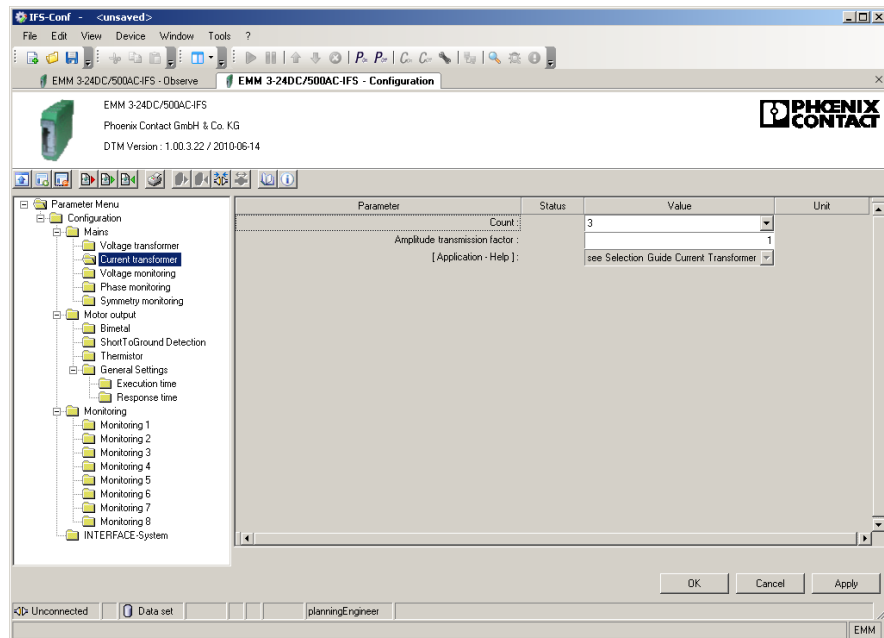 IFS-Conf - <unsaved>
File Edit View Device Window Tools ?
EMM 3-24DC/500AC-IFS - Observe
EMM 3-24DC/500AC-IFS - Configuration
EMM 3-24DC/500AC-IFS
Phoenix Contact GmbH & Co. KG
DTM Version : 1.00.3.22 / 2010-06-14
PHŒNIX
CONTACT
Parameter Menu
Configuration
Mains
Voltage transformer
Current transformer
Voltage monitoring
Phase monitoring
Symmetry monitoring
Motor output
Bimetal
ShortToGround Detection
Thermistor
General Settings
Execution time
Response time
Monitoring
Monitoring 1
Monitoring 2
Monitoring 3
Monitoring 4
Monitoring 5
Monitoring 6
Monitoring 7
Monitoring 8
INTERFACE-System
Parameter Status Value Unit
Count : 3
Amplitude transmission factor : 1
[ Application - Help ] : see Selection Guide Current Transformer
OK Cancel Apply
Unconnected Data set planningEngineer
EMM